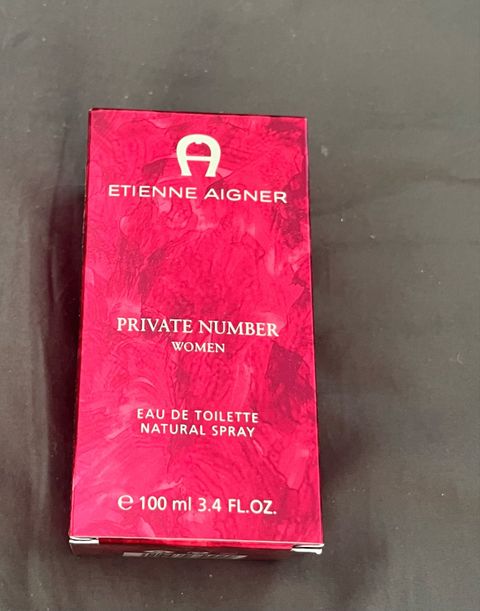 ETIENNE AIGNER
PRIVATE NUMBER
WOMEN
EAU DE TOILETTE
NATURAL SPRAY
℮ 100 ml 3.4 FL.OZ.